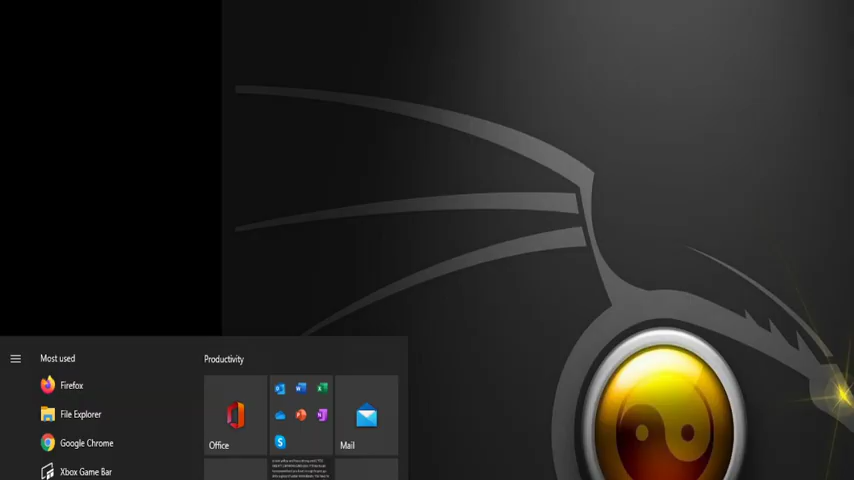 Most used
Productivity
Firefox
File Explorer
Office
Mail
Google Chrome
Xbox Game Bar